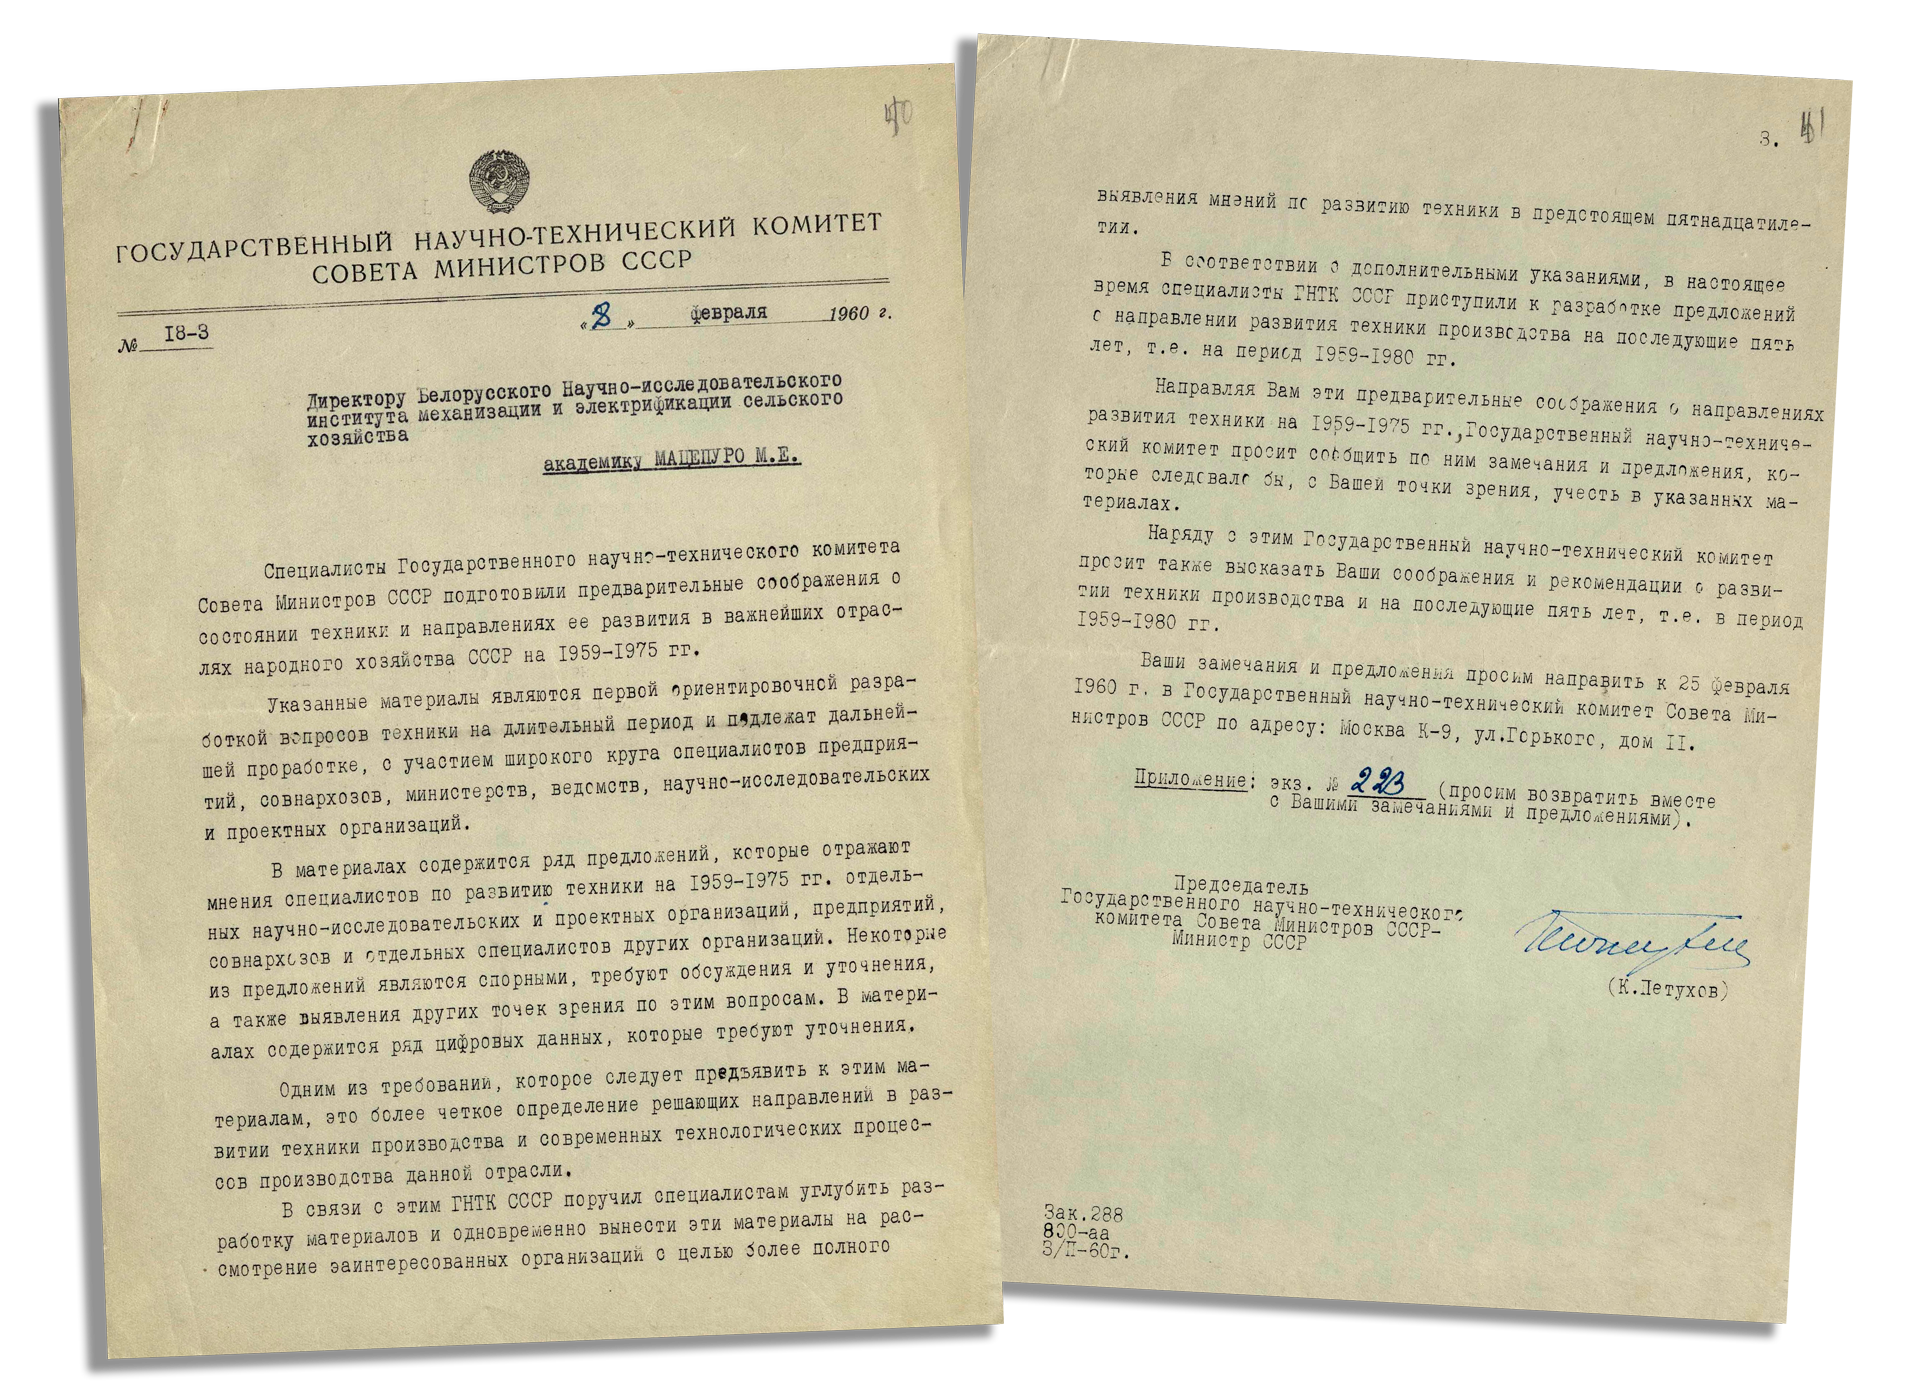 40
ГОСУДАРСТВЕННЫЙ НАУЧНО-ТЕХНИЧЕСКИЙ КОМИТЕТ
СОВЕТА МИНИСТРОВ СССР
№ I8-3
«8» февраля 1960 г.
Директору Белорусского Научно-исследовательского
института механизации и электрификации сельского
хозяйства
академику МАЦЕПУРО М.Е.
Специалисты Государственного научно-технического комитета
Совета Министров СССР подготовили предварительные соображения о
состоянии техники и направлениях ее развития в важнейших отрас-
лях народного хозяйства СССР на I959-I975 гг.
Указанные материалы являются первой ориентировочной разра-
боткой вопросов техники на длительный период и подлежат дальней-
шей проработке, с участием широкого круга специалистов предприя-
тий, совнархозов, министерств, ведомств, научно-исследовательских
и проектных организаций.
В материалах содержится ряд предложений, которые отражают
мнения специалистов по развитию техники на I959-I975 гг. отдель-
ных научно-исследовательских и проектных организаций, предприятий,
совнархозов и отдельных специалистов других организаций. Некоторые
из предложений являются спорными, требуют обсуждения и уточнения,
а также выявления других точек зрения по этим вопросам. В матери-
алах содержится ряд цифровых данных, которые требуют уточнения.
Одним из требований, которое следует предъявить к этим ма-
териалам, это более четкое определение решающих направлений в раз-
витии техники производства и современных технологических процес-
сов производства данной отрасли.
В связи с этим ГНТК СССР поручил специалистам углубить раз-
работку материалов и одновременно вынести эти материалы на рас-
смотрение заинтересованных организаций с целью более полного
3. 41
выявления мнений по развитию техники в предстоящем пятнадцатиле-
тии.
В соответствии с дополнительными указаниями, в настоящее
время специалисты ГНТК СССР приступили к разработке предложений
о направлении развития техники производства на последующие пять
лет, т.е. на период I959-I980 гг.
Направляя Вам эти предварительные соображения о направлениях
развития техники на I959-I975 гг., Государственный научно-техниче-
ский комитет просит сообщить по ним замечания и предложения, ко-
торые следовало бы, с Вашей точки зрения, учесть в указанных ма-
териалах.
Наряду с этим Государственный научно-технический комитет
просит также высказать Ваши соображения и рекомендации о разви-
тии техники производства и на последующие пять лет, т.е. в период
I959-I980 гг.
Ваши замечания и предложения просим направить к 25 февраля
I960 г. в Государственный научно-технический комитет Совета Ми-
нистров СССР по адресу: Москва К-9, ул.Горького, дом II.
Приложение: экз. № 223 (просим возвратить вместе
с Вашими замечаниями и предложениями).
Председатель
Государственного научно-технического
комитета Совета Министров СССР-
Министр СССР
(К.Петухов)
Зак.288
800-аа
3/П-60г.